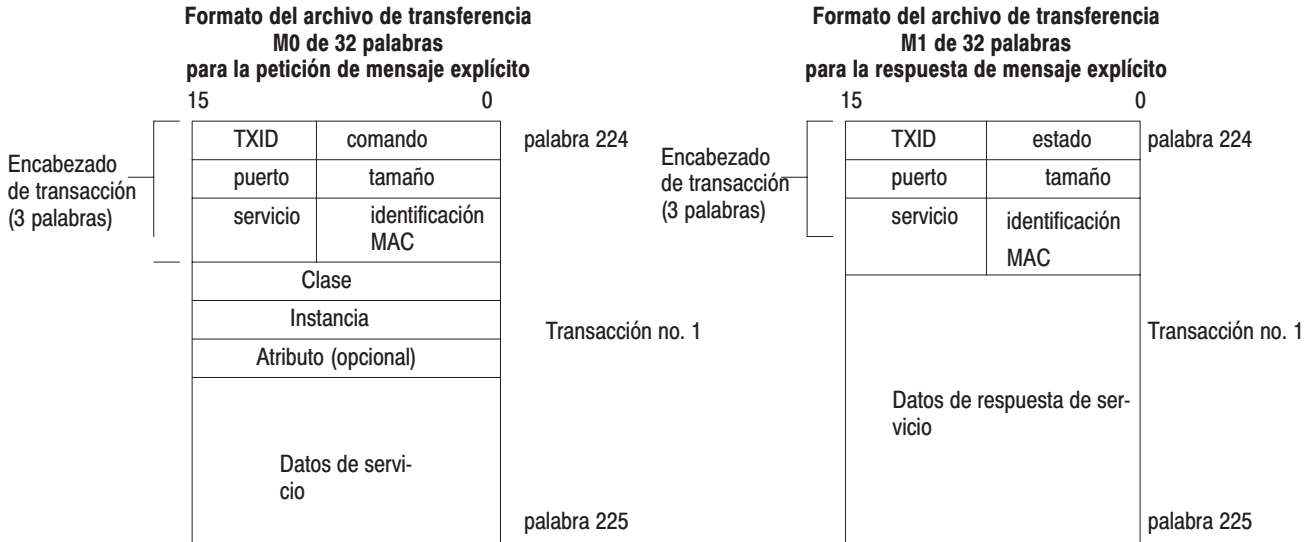 Formato del archivo de transferencia
M0 de 32 palabras
para la petición de mensaje explícito
15 0
TXID comando palabra 224
Encabezado
de transacción
(3 palabras)
puerto tamaño
servicio identificación
MAC
Clase
Instancia
Atributo (opcional)
Transacción no. 1
Datos de servi-
cio
palabra 225
Formato del archivo de transferencia
M1 de 32 palabras
para la respuesta de mensaje explícito
15 0
TXID estado palabra 224
Encabezado
de transacción
(3 palabras)
puerto tamaño
servicio identificación
MAC
Transacción no. 1
Datos de respuesta de ser-
vicio
palabra 225